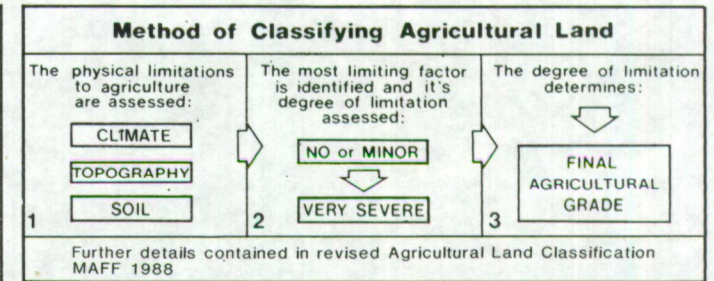 Method of Classifying Agricultural Land
The physical limitations
to agriculture
are assessed:
CLIMATE
TOPOGRAPHY
SOIL
1
The most limiting factor
is identified and it's
degree of limitation
assessed:
NO or MINOR
VERY SEVERE
2
The degree of limitation
determines:
FINAL
AGRICULTURAL
GRADE
3
Further details contained in revised Agricultural Land Classification
MAFF 1988